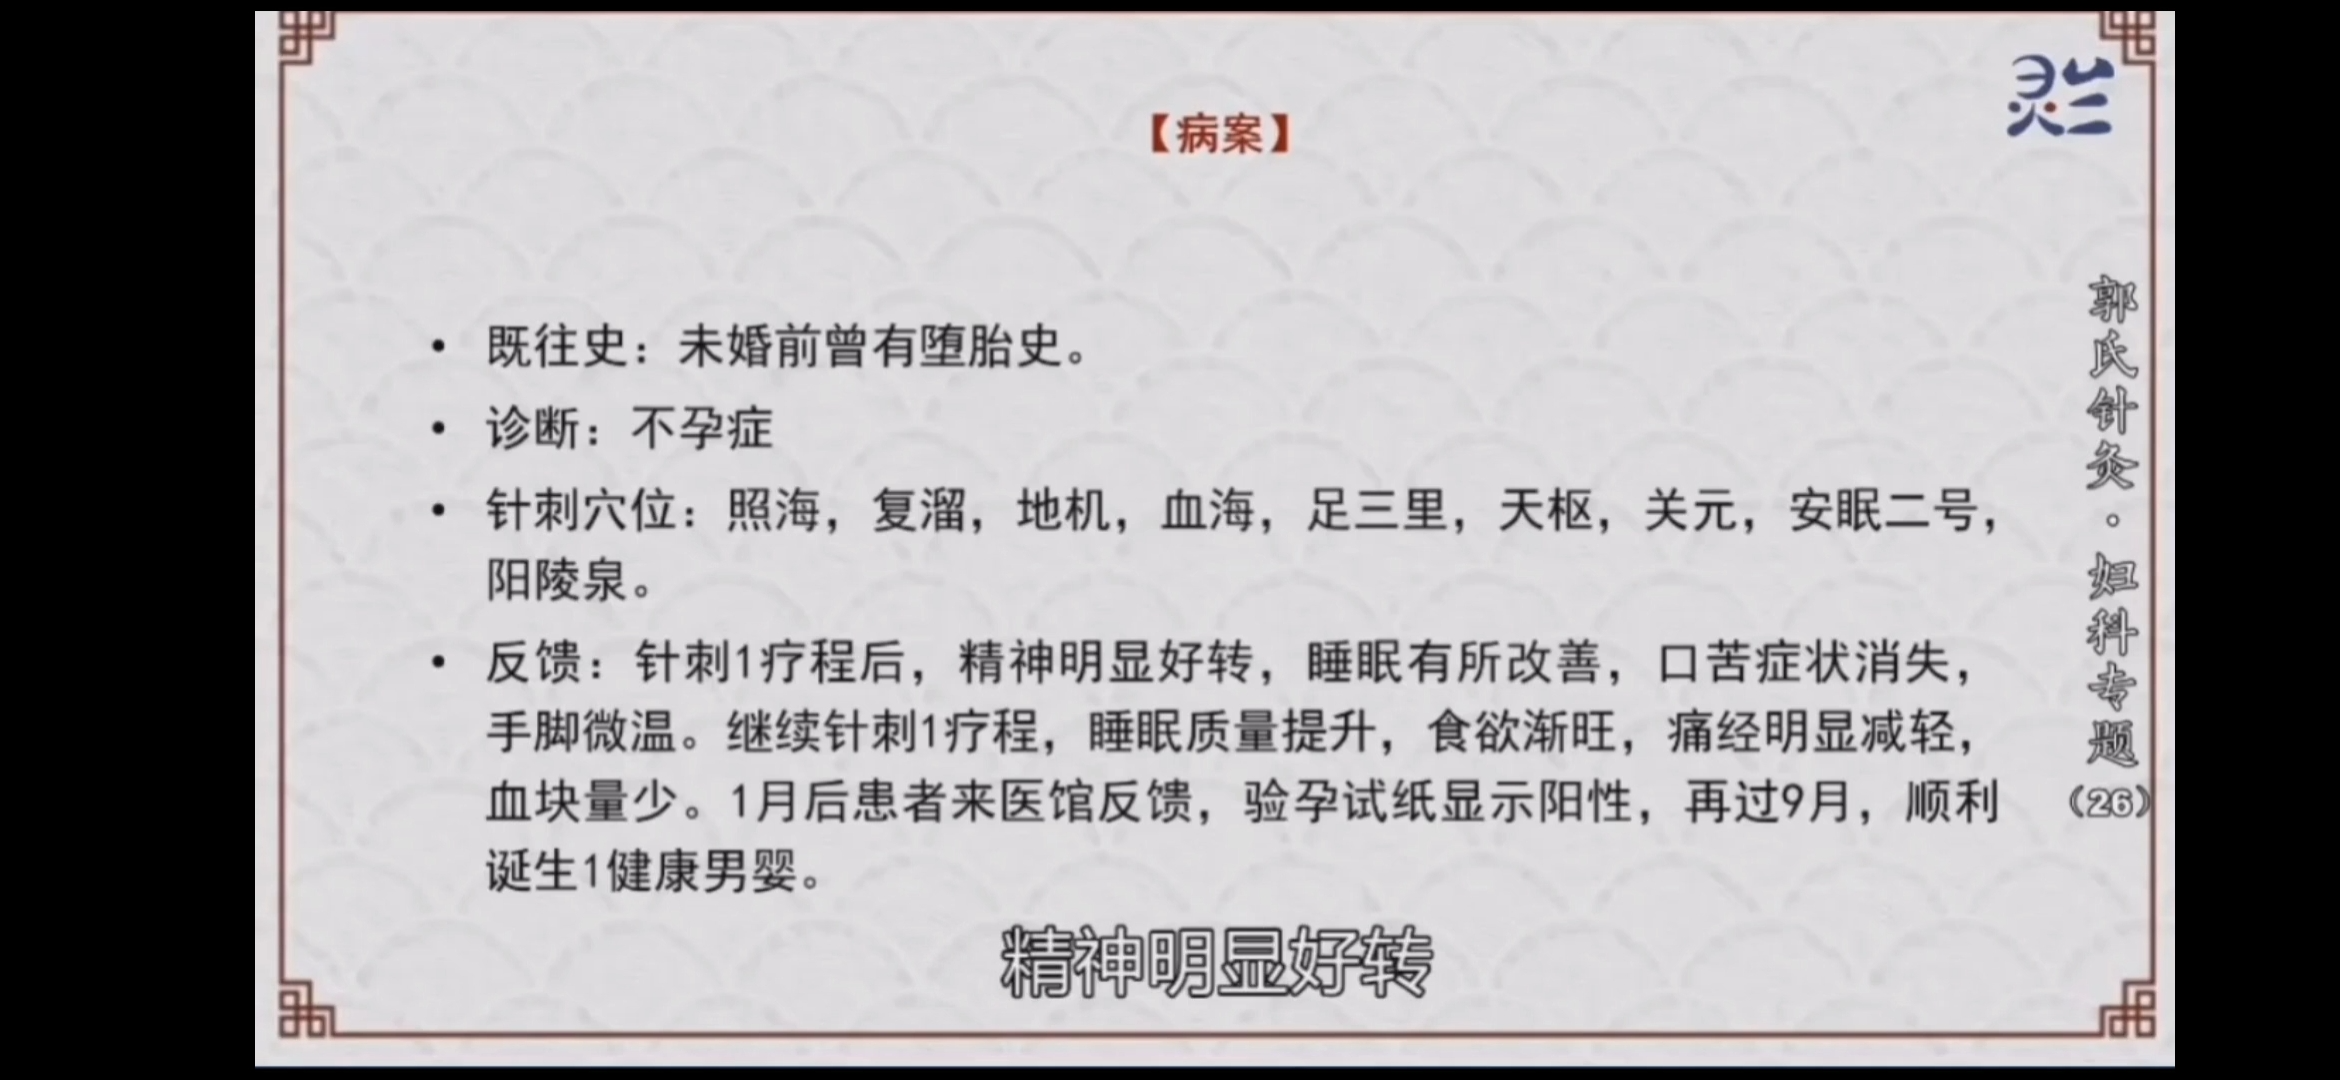 【病案】
灵兰
• 既往史：未婚前曾有堕胎史。
• 诊断：不孕症
• 针刺穴位：照海，复溜，地机，血海，足三里，天枢，关元，安眠二号，
阳陵泉。
• 反馈：针刺1疗程后，精神明显好转，睡眠有所改善，口苦症状消失，
手脚微温。继续针刺1疗程，睡眠质量提升，食欲渐旺，痛经明显减轻，
血块量少。1月后患者来医馆反馈，验孕试纸显示阳性，再过9月，顺利
诞生1健康男婴。
精神明显好转
郭氏针灸·妇科专题（26）